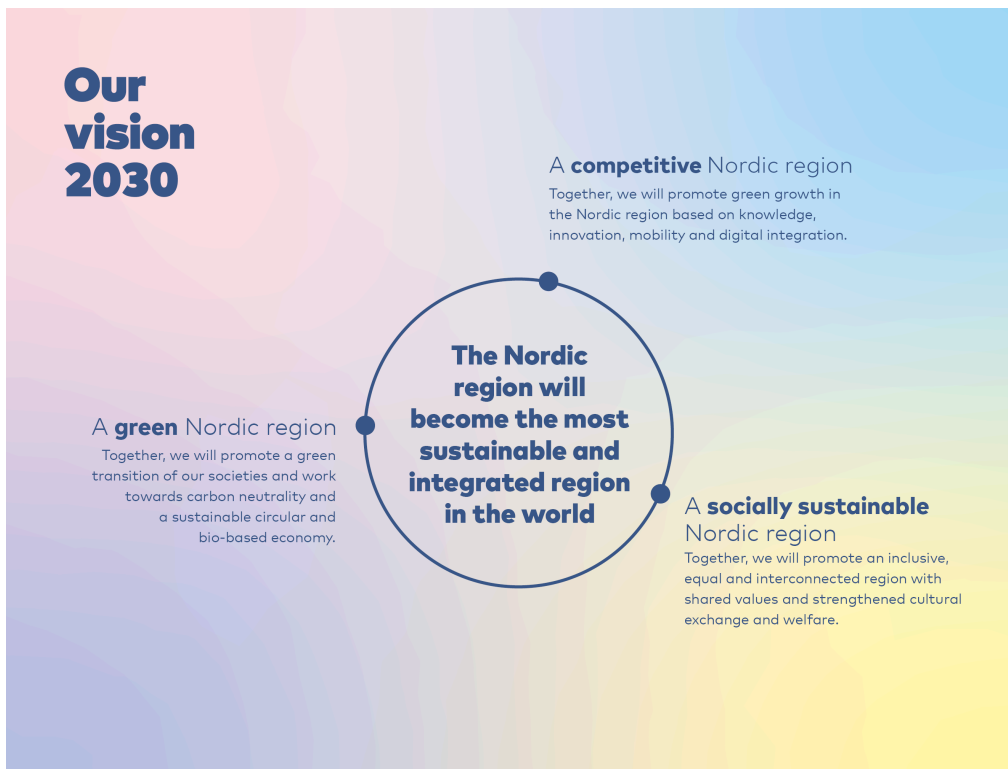 Our
vision
2030
A competitive Nordic region
Together, we will promote green growth in
the Nordic region based on knowledge,
innovation, mobility and digital integration.
The Nordic
region will
become the most
sustainable and
integrated region
in the world
A green Nordic region
Together, we will promote a green
transition of our societies and work
towards carbon neutrality and
a sustainable circular and
bio-based economy.
A socially sustainable
Nordic region
Together, we will promote an inclusive,
equal and interconnected region with
shared values and strengthened cultural
exchange and welfare.